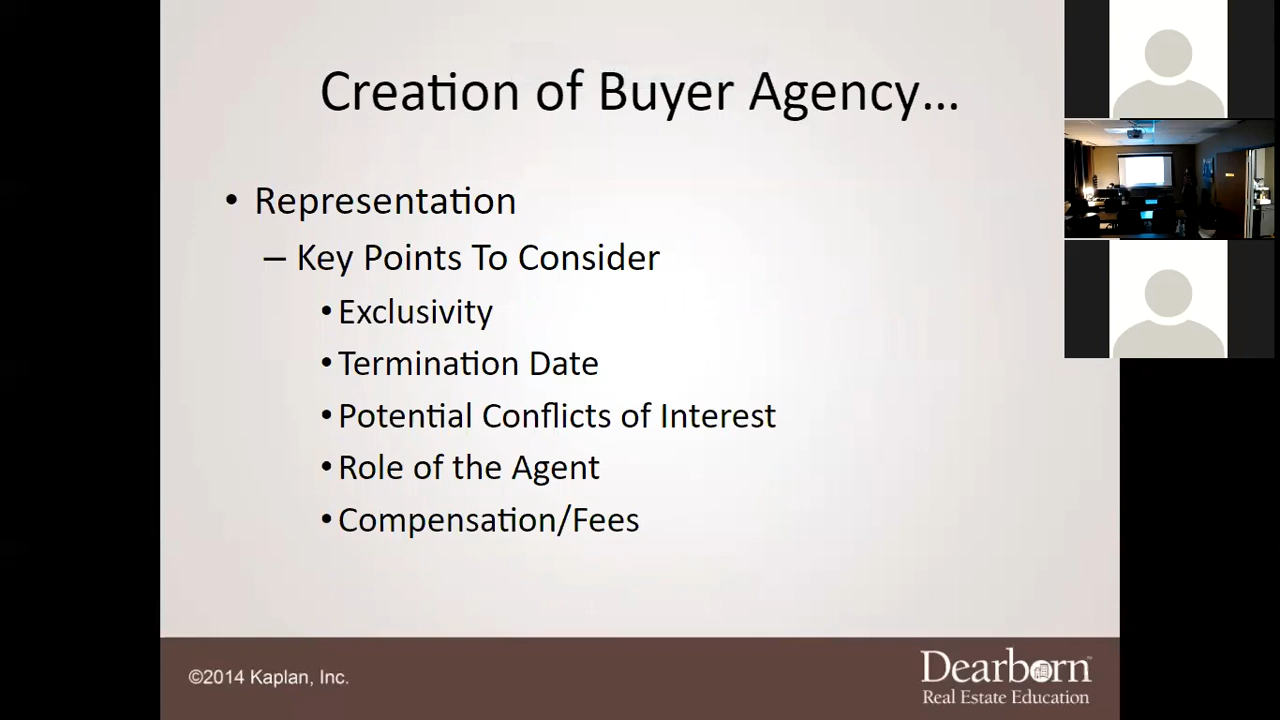 Creation of Buyer Agency...
• Representation
– Key Points To Consider
• Exclusivity
• Termination Date
• Potential Conflicts of Interest
• Role of the Agent
• Compensation/Fees
©2014 Kaplan, Inc.
Dearborn™
Real Estate Education